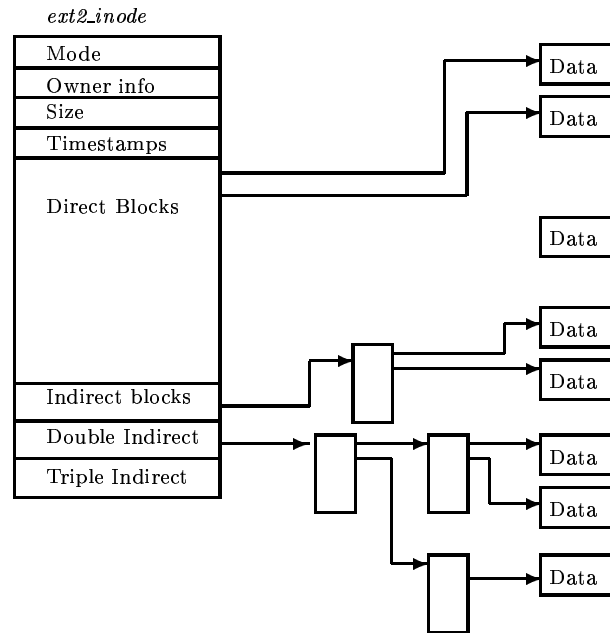 ext2_inode
Mode
Owner info
Size
Timestamps
Direct Blocks
Indirect blocks
Double Indirect
Triple Indirect
Data
Data
Data
Data
Data
Data
Data
Data